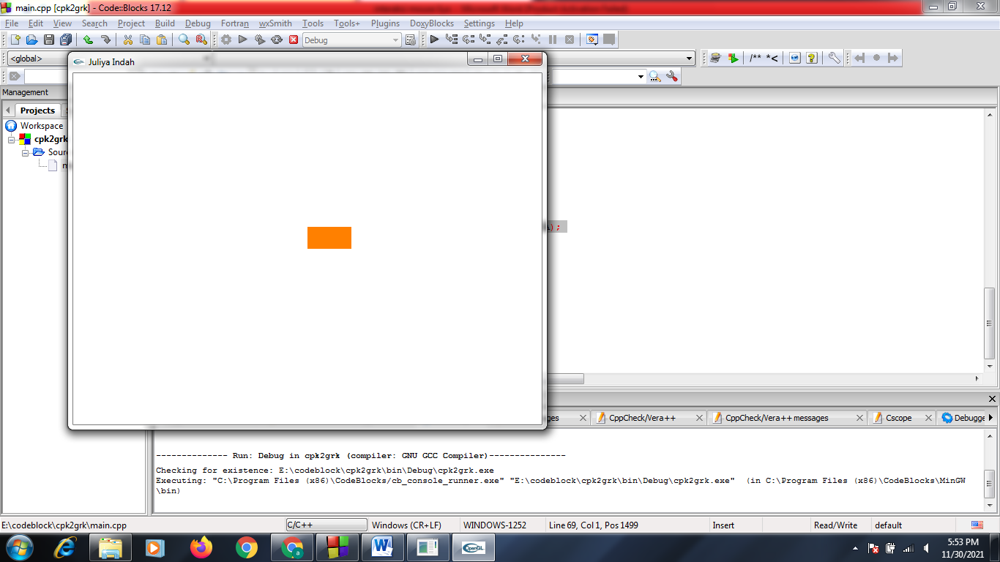 main.cpp [cpk2grk] - Code::Blocks 17.12
File Edit View Search Project Build Debug Fortran wxSmith Tools Tools+ Plugins DoxyBlocks Settings Help
Debug
<global>
/** *<
Juliya Indah
Management
Projects
Workspace
cpk2grk
Sourc
);
ges CppCheck/Vera++ CppCheck/Vera++ messages Cscope Debugge
-------------- Run: Debug in cpk2grk (compiler: GNU GCC Compiler)---------------
Checking for existence: E:\codeblock\cpk2grk\bin\Debug\cpk2grk.exe
Executing: "C:\Program Files (x86)\CodeBlocks/cb_console_runner.exe" "E:\codeblock\cpk2grk\bin\Debug\cpk2grk.exe"  (in C:\Program Files (x86)\CodeBlocks\MinGW
\bin)
E:\codeblock\cpk2grk\main.cpp C/C++ Windows (CR+LF) WINDOWS-1252 Line 69, Col 1, Pos 1499 Insert Read/Write default
OpenGL
5:53 PM
11/30/2021